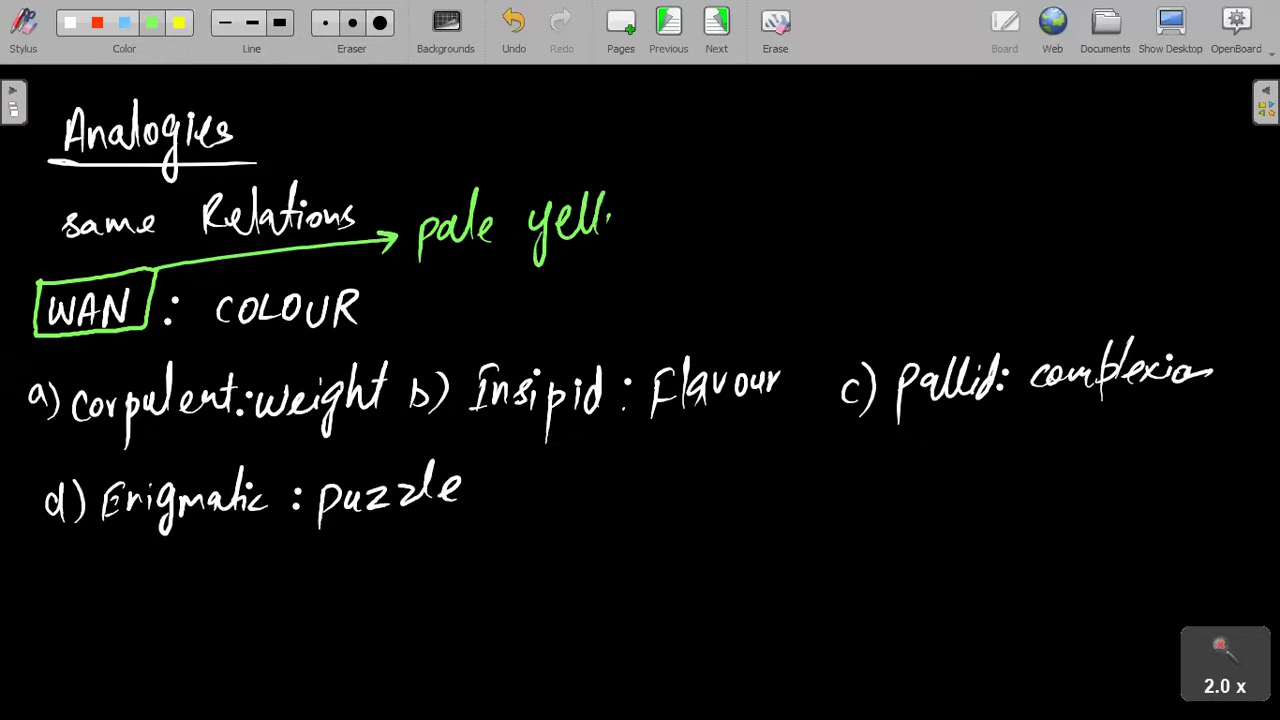 Stylus Color Line Eraser Backgrounds Undo Redo Pages Previous Next Erase Board Web Documents Show Desktop OpenBoard
Analogies
same Relations
pale yell
WAN : COLOUR
a) corpulent:weight b) Insipid : Flavour c) pallid: complexion
d) Enigmatic : puzzle
2.0 x